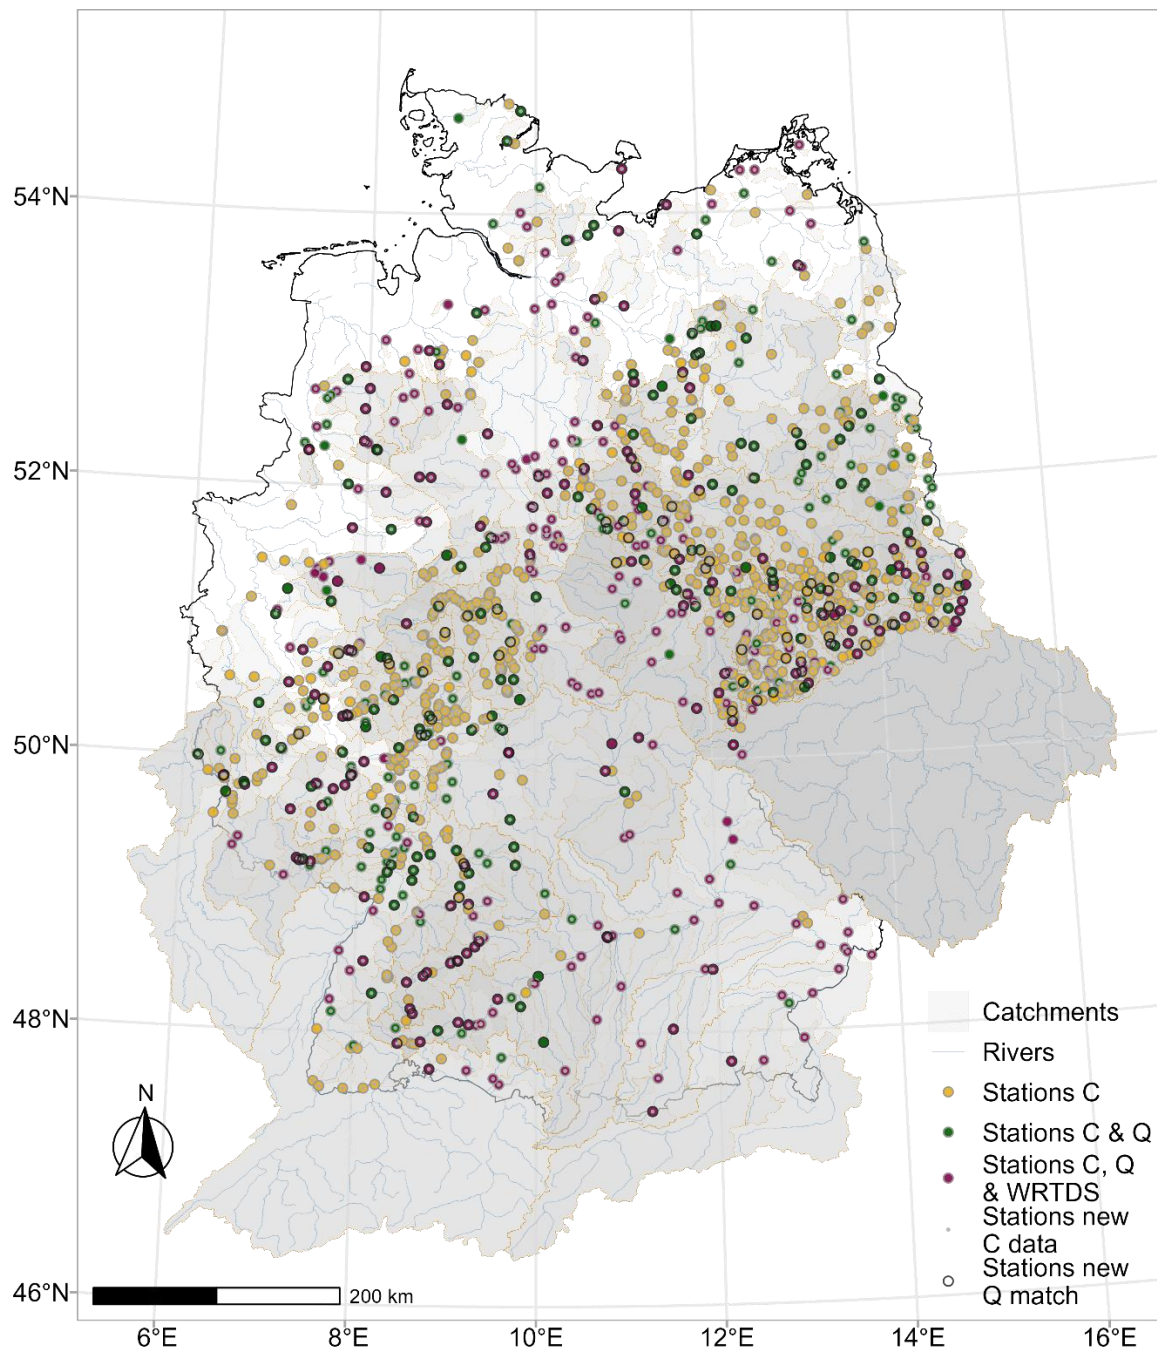 54°N
52°N
50°N
48°N
46°N
Catchments
Rivers
Stations C
Stations C & Q
Stations C, Q
& WRTDS
Stations new
C data
Stations new
Q match
N
200 km
6°E
8°E
10°E
12°E
14°E
16°E